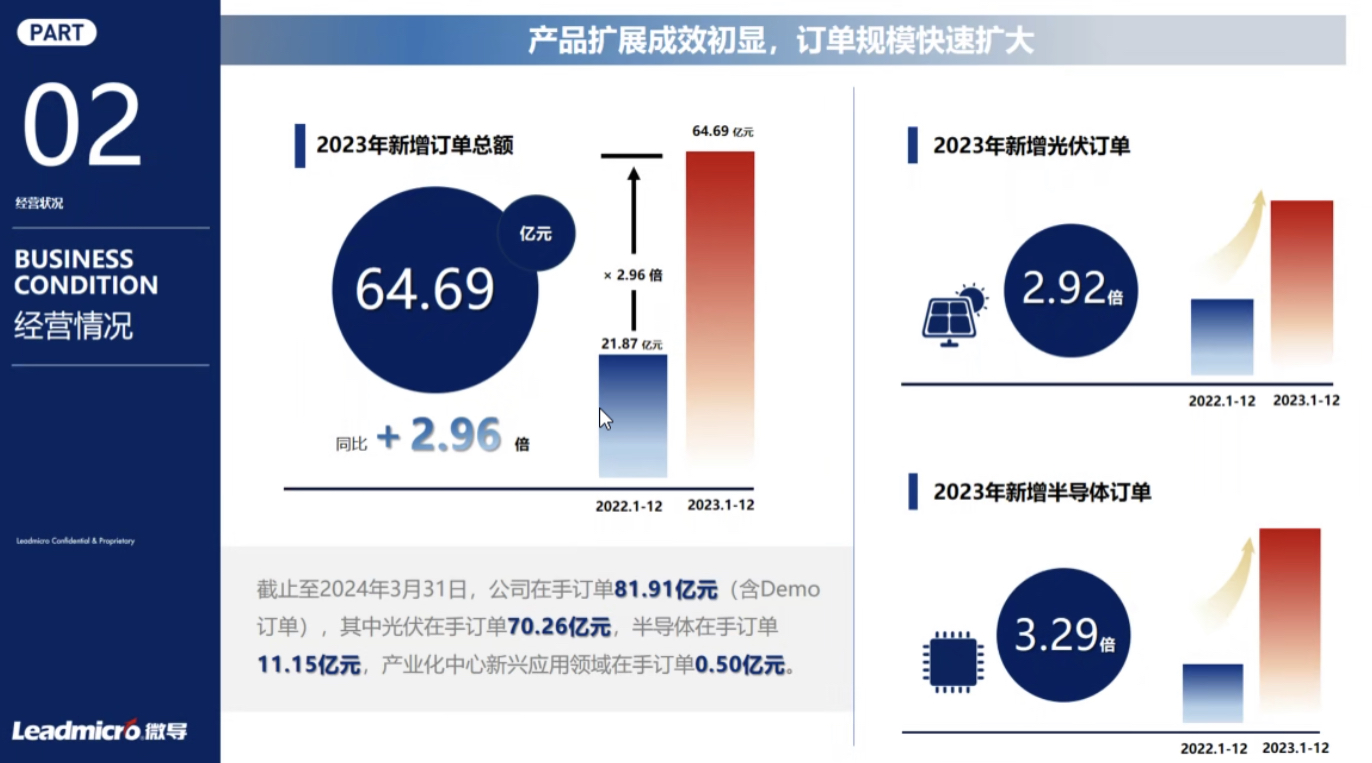 PART
02
经营状况
BUSINESS
CONDITION
经营情况
Leadmicro Confidential & Proprietary
Leadmicro 微导
产品扩展成效初显，订单规模快速扩大
2023年新增订单总额
64.69
亿元
同比 + 2.96 倍
64.69 亿元
× 2.96 倍
21.87 亿元
2022.1-12 2023.1-12
截止至2024年3月31日，公司在手订单81.91亿元（含Demo
订单），其中光伏在手订单70.26亿元，半导体在手订单
11.15亿元，产业化中心新兴应用领域在手订单0.50亿元。
2023年新增光伏订单
2.92倍
2022.1-12 2023.1-12
2023年新增半导体订单
3.29倍
2022.1-12 2023.1-12